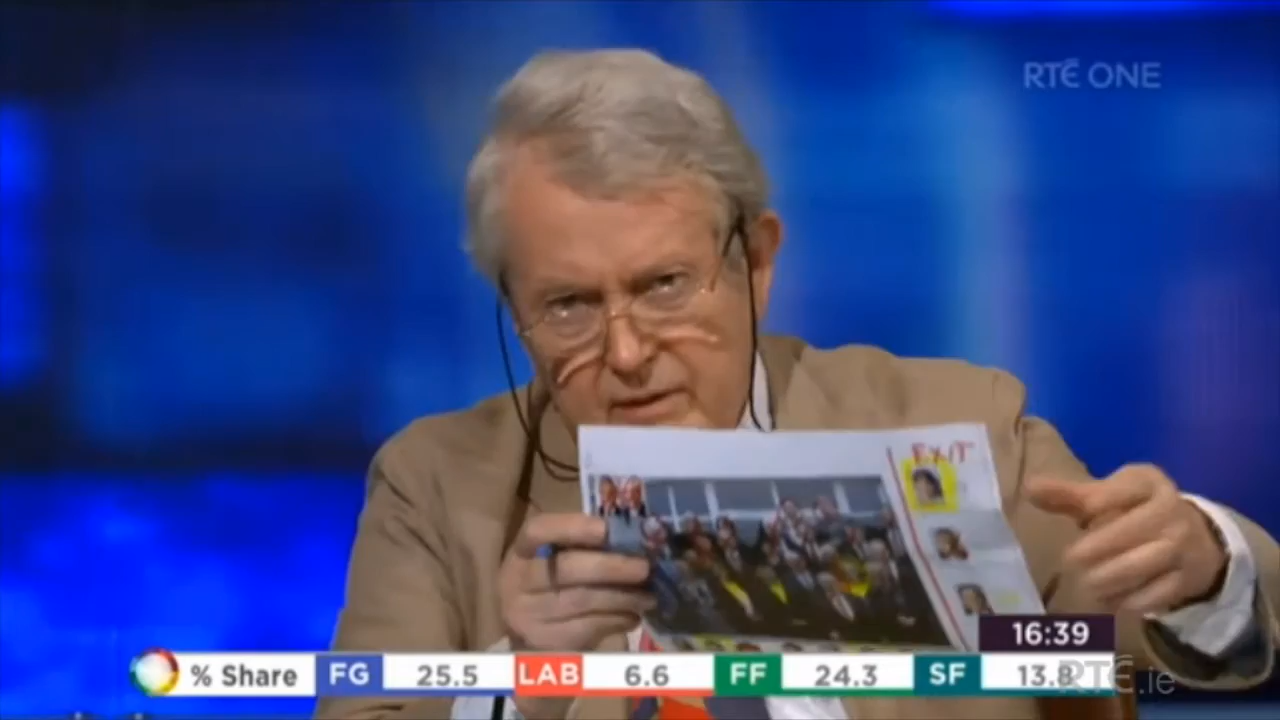 RTÉ ONE
EXIT
16:39
% Share FG 25.5 LAB 6.6 FF 24.3 SF 13.8
RTÉ.ie